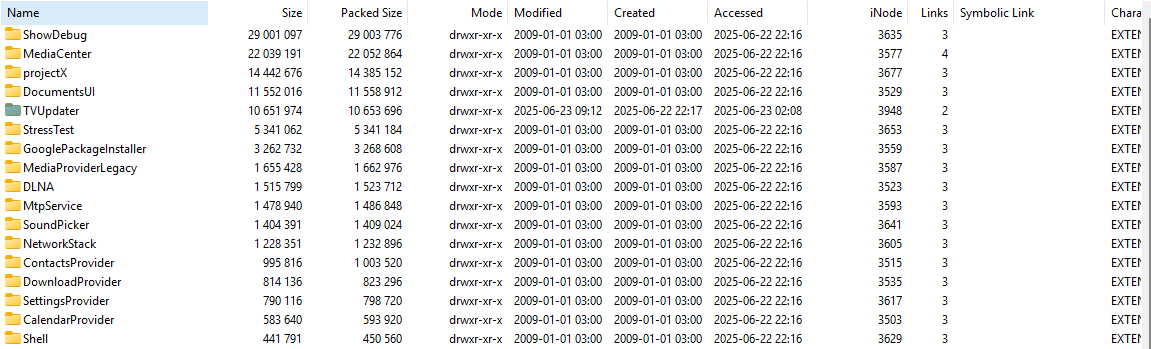 Name Size Packed Size Mode Modified Created Accessed iNode Links Symbolic Link Chara
ShowDebug 29 001 097 29 003 776 drwxr-xr-x 2009-01-01 03:00 2009-01-01 03:00 2025-06-22 22:16 3635 3 EXTEN
MediaCenter 22 039 191 22 052 864 drwxr-xr-x 2009-01-01 03:00 2009-01-01 03:00 2025-06-22 22:16 3577 4 EXTEN
projectX 14 442 676 14 385 152 drwxr-xr-x 2009-01-01 03:00 2009-01-01 03:00 2025-06-22 22:16 3677 3 EXTEN
DocumentsUI 11 552 016 11 558 912 drwxr-xr-x 2009-01-01 03:00 2009-01-01 03:00 2025-06-22 22:16 3529 3 EXTEN
TVUpdater 10 651 974 10 653 696 drwxr-xr-x 2025-06-23 09:12 2025-06-22 22:17 2025-06-23 02:08 3948 2 EXTEN
StressTest 5 341 062 5 341 184 drwxr-xr-x 2009-01-01 03:00 2009-01-01 03:00 2025-06-22 22:16 3653 3 EXTEN
GooglePackageInstaller 3 262 732 3 268 608 drwxr-xr-x 2009-01-01 03:00 2009-01-01 03:00 2025-06-22 22:16 3559 3 EXTEN
MediaProviderLegacy 1 655 428 1 662 976 drwxr-xr-x 2009-01-01 03:00 2009-01-01 03:00 2025-06-22 22:16 3587 3 EXTEN
DLNA 1 515 799 1 523 712 drwxr-xr-x 2009-01-01 03:00 2009-01-01 03:00 2025-06-22 22:16 3523 3 EXTEN
MtpService 1 478 940 1 486 848 drwxr-xr-x 2009-01-01 03:00 2009-01-01 03:00 2025-06-22 22:16 3593 3 EXTEN
SoundPicker 1 404 391 1 409 024 drwxr-xr-x 2009-01-01 03:00 2009-01-01 03:00 2025-06-22 22:16 3641 3 EXTEN
NetworkStack 1 228 351 1 232 896 drwxr-xr-x 2009-01-01 03:00 2009-01-01 03:00 2025-06-22 22:16 3605 3 EXTEN
ContactsProvider 995 816 1 003 520 drwxr-xr-x 2009-01-01 03:00 2009-01-01 03:00 2025-06-22 22:16 3515 3 EXTEN
DownloadProvider 814 136 823 296 drwxr-xr-x 2009-01-01 03:00 2009-01-01 03:00 2025-06-22 22:16 3535 3 EXTEN
SettingsProvider 790 116 798 720 drwxr-xr-x 2009-01-01 03:00 2009-01-01 03:00 2025-06-22 22:16 3617 3 EXTEN
CalendarProvider 583 640 593 920 drwxr-xr-x 2009-01-01 03:00 2009-01-01 03:00 2025-06-22 22:16 3503 3 EXTEN
Shell 441 791 450 560 drwxr-xr-x 2009-01-01 03:00 2009-01-01 03:00 2025-06-22 22:16 3629 3 EXTEN